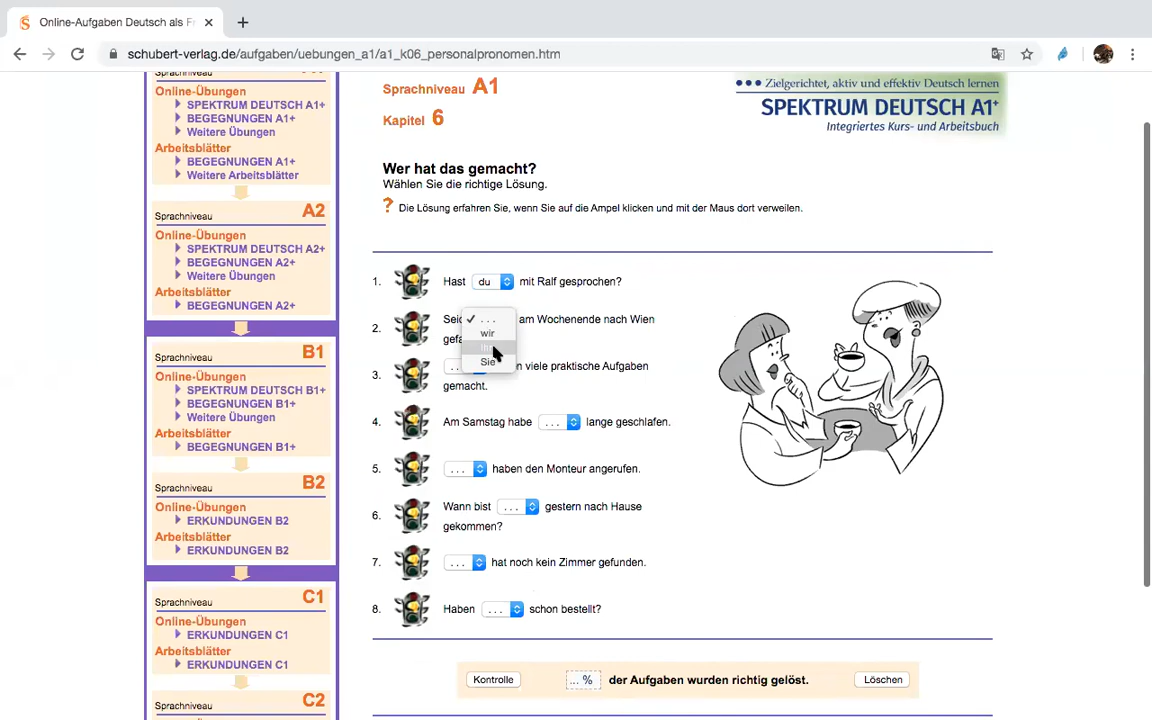 Online-Aufgaben Deutsch als Fr
schubert-verlag.de/aufgaben/uebungen_a1/a1_k06_personalpronomen.htm
Sprachniveau
Online-Übungen
SPEKTRUM DEUTSCH A1+
BEGEGNUNGEN A1+
Weitere Übungen
Arbeitsblätter
BEGEGNUNGEN A1+
Weitere Arbeitsblätter
Sprachniveau A2
Online-Übungen
SPEKTRUM DEUTSCH A2+
BEGEGNUNGEN A2+
Weitere Übungen
Arbeitsblätter
BEGEGNUNGEN A2+
Sprachniveau B1
Online-Übungen
SPEKTRUM DEUTSCH B1+
BEGEGNUNGEN B1+
Weitere Übungen
Arbeitsblätter
BEGEGNUNGEN B1+
Sprachniveau B2
Online-Übungen
ERKUNDUNGEN B2
Arbeitsblätter
ERKUNDUNGEN B2
Sprachniveau C1
Online-Übungen
ERKUNDUNGEN C1
Arbeitsblätter
ERKUNDUNGEN C1
Sprachniveau C2
Sprachniveau A1
Kapitel 6
••• Zielgerichtet, aktiv und effektiv Deutsch lernen
SPEKTRUM DEUTSCH A1+
Integriertes Kurs- und Arbeitsbuch
Wer hat das gemacht?
Wählen Sie die richtige Lösung.
? Die Lösung erfahren Sie, wenn Sie auf die Ampel klicken und mit der Maus dort verweilen.
1. Hast du mit Ralf gesprochen?
2. ✓ ... am Wochenende nach Wien
wir
Sie
3. ... viele praktische Aufgaben
gemacht.
4. Am Samstag habe ... lange geschlafen.
5. ... haben den Monteur angerufen.
6. Wann bist ... gestern nach Hause
gekommen?
7. ... hat noch kein Zimmer gefunden.
8. Haben ... schon bestellt?
Kontrolle ... % der Aufgaben wurden richtig gelöst. Löschen